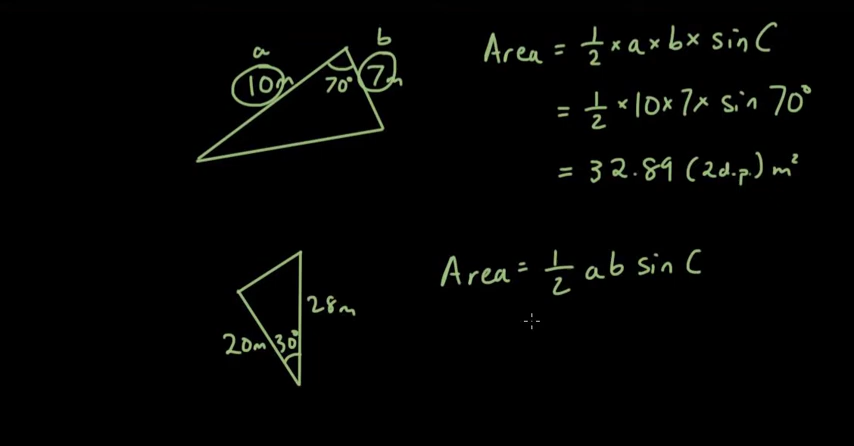 a
b
10m
70°
7m
Area = 1/2 × a × b × sin C
= 1/2 × 10 × 7 × sin 70°
= 32.89 (2d.p.) m²
28m
20m
30°
Area = 1/2 ab sin C